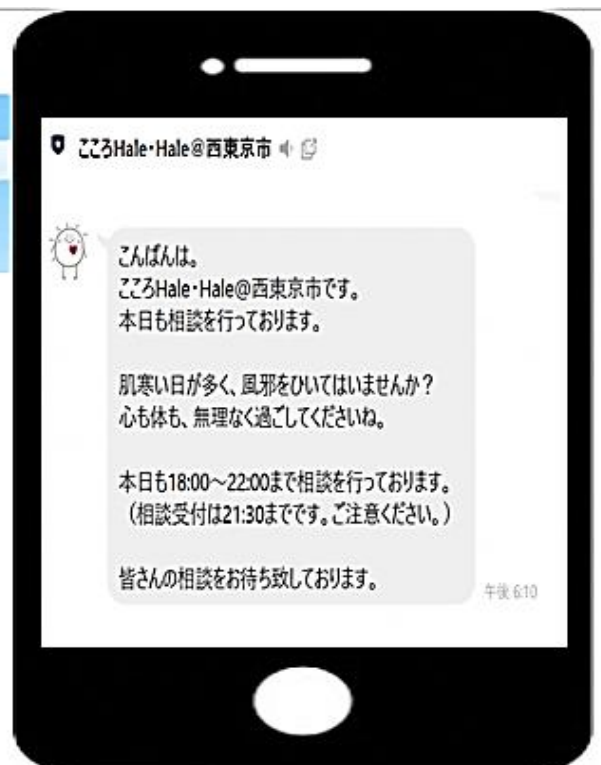 こころHale・Hale@西東京市
こんばんは。
こころHale・Hale@西東京市です。
本日も相談を行っております。
肌寒い日が多く、風邪をひいてはいませんか？
心も体も、無理なく過ごしてくださいね。
本日も18:00～22:00まで相談を行っております。
（相談受付は21:30までです。ご注意ください。）
皆さんの相談をお待ち致しております。
午後 6:10